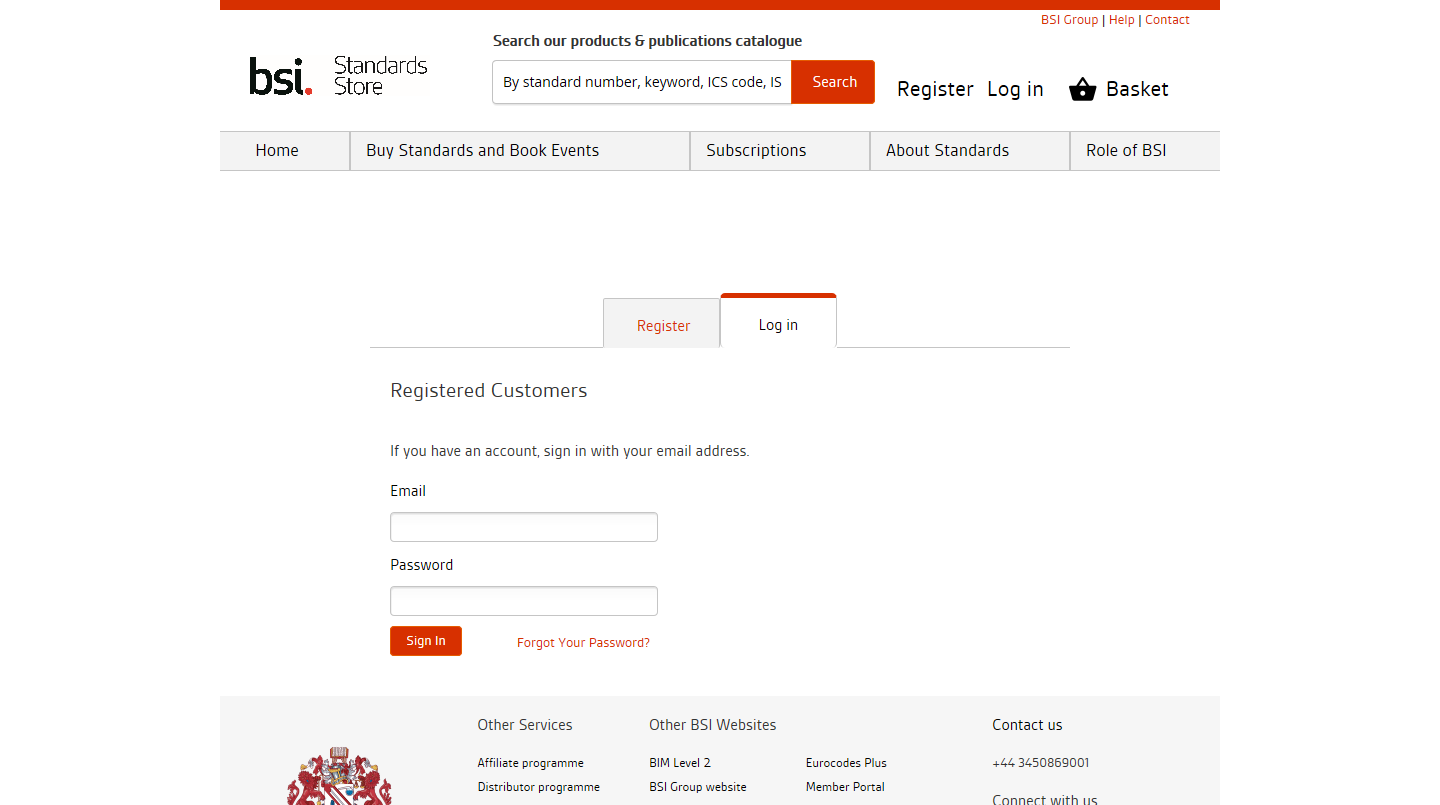 BSI Group | Help | Contact
Search our products & publications catalogue
bsi. Standards Store
By standard number, keyword, ICS code, IS
Search
Register Log in Basket
Home Buy Standards and Book Events Subscriptions About Standards Role of BSI
Register Log in
Registered Customers
If you have an account, sign in with your email address.
Email
Password
Sign In Forgot Your Password?
Other Services Other BSI Websites Contact us
Affiliate programme BIM Level 2 Eurocodes Plus +44 3450869001
Distributor programme BSI Group website Member Portal
Connect with us